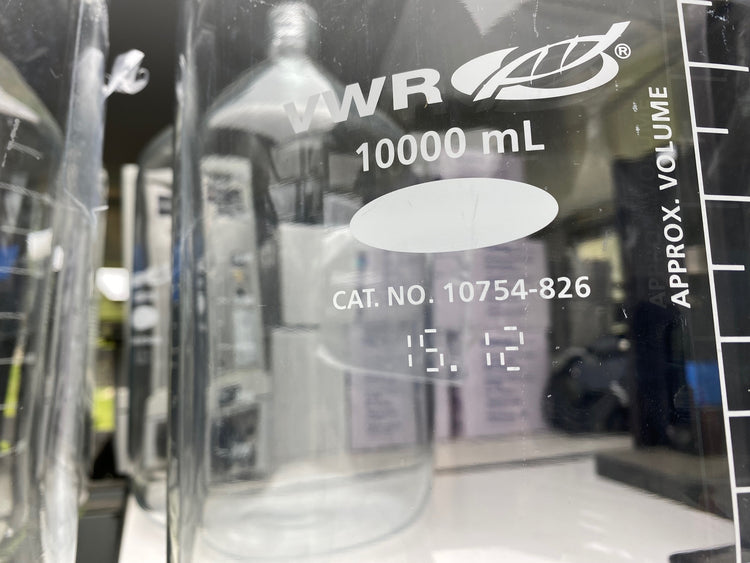 VWR®
10000 mL
CAT. NO. 10754-826
15. 12
APPROX. VOLUME